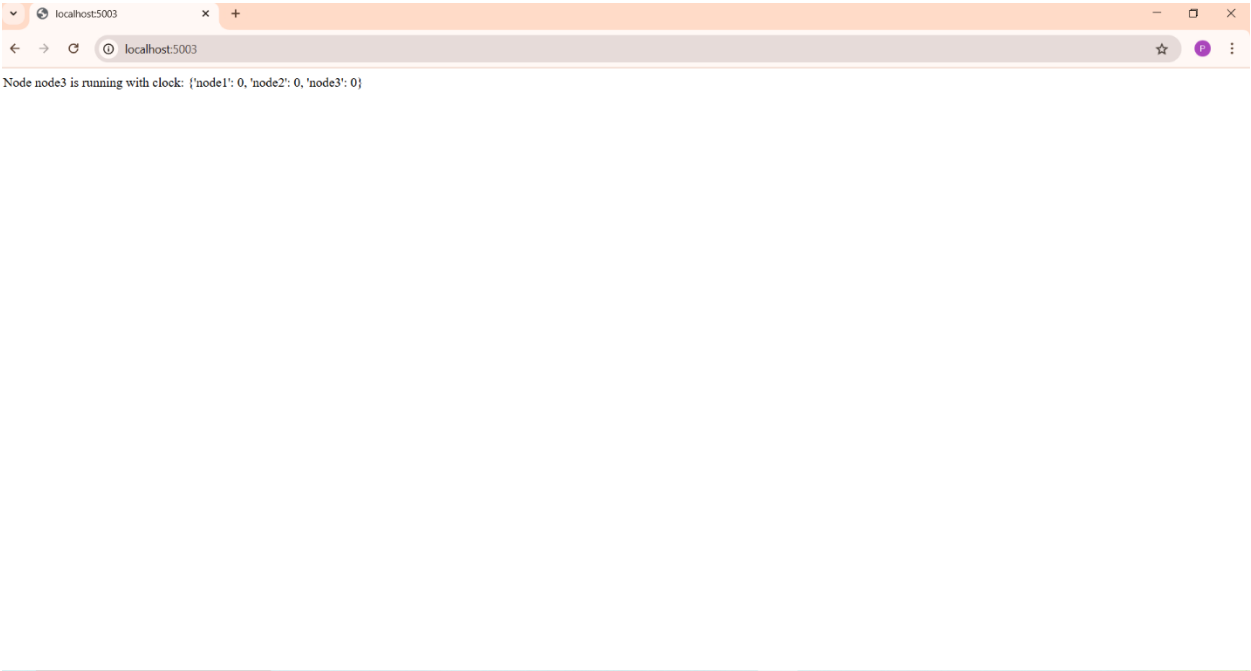 localhost:5003
localhost:5003
P
Node node3 is running with clock: {'node1': 0, 'node2': 0, 'node3': 0}